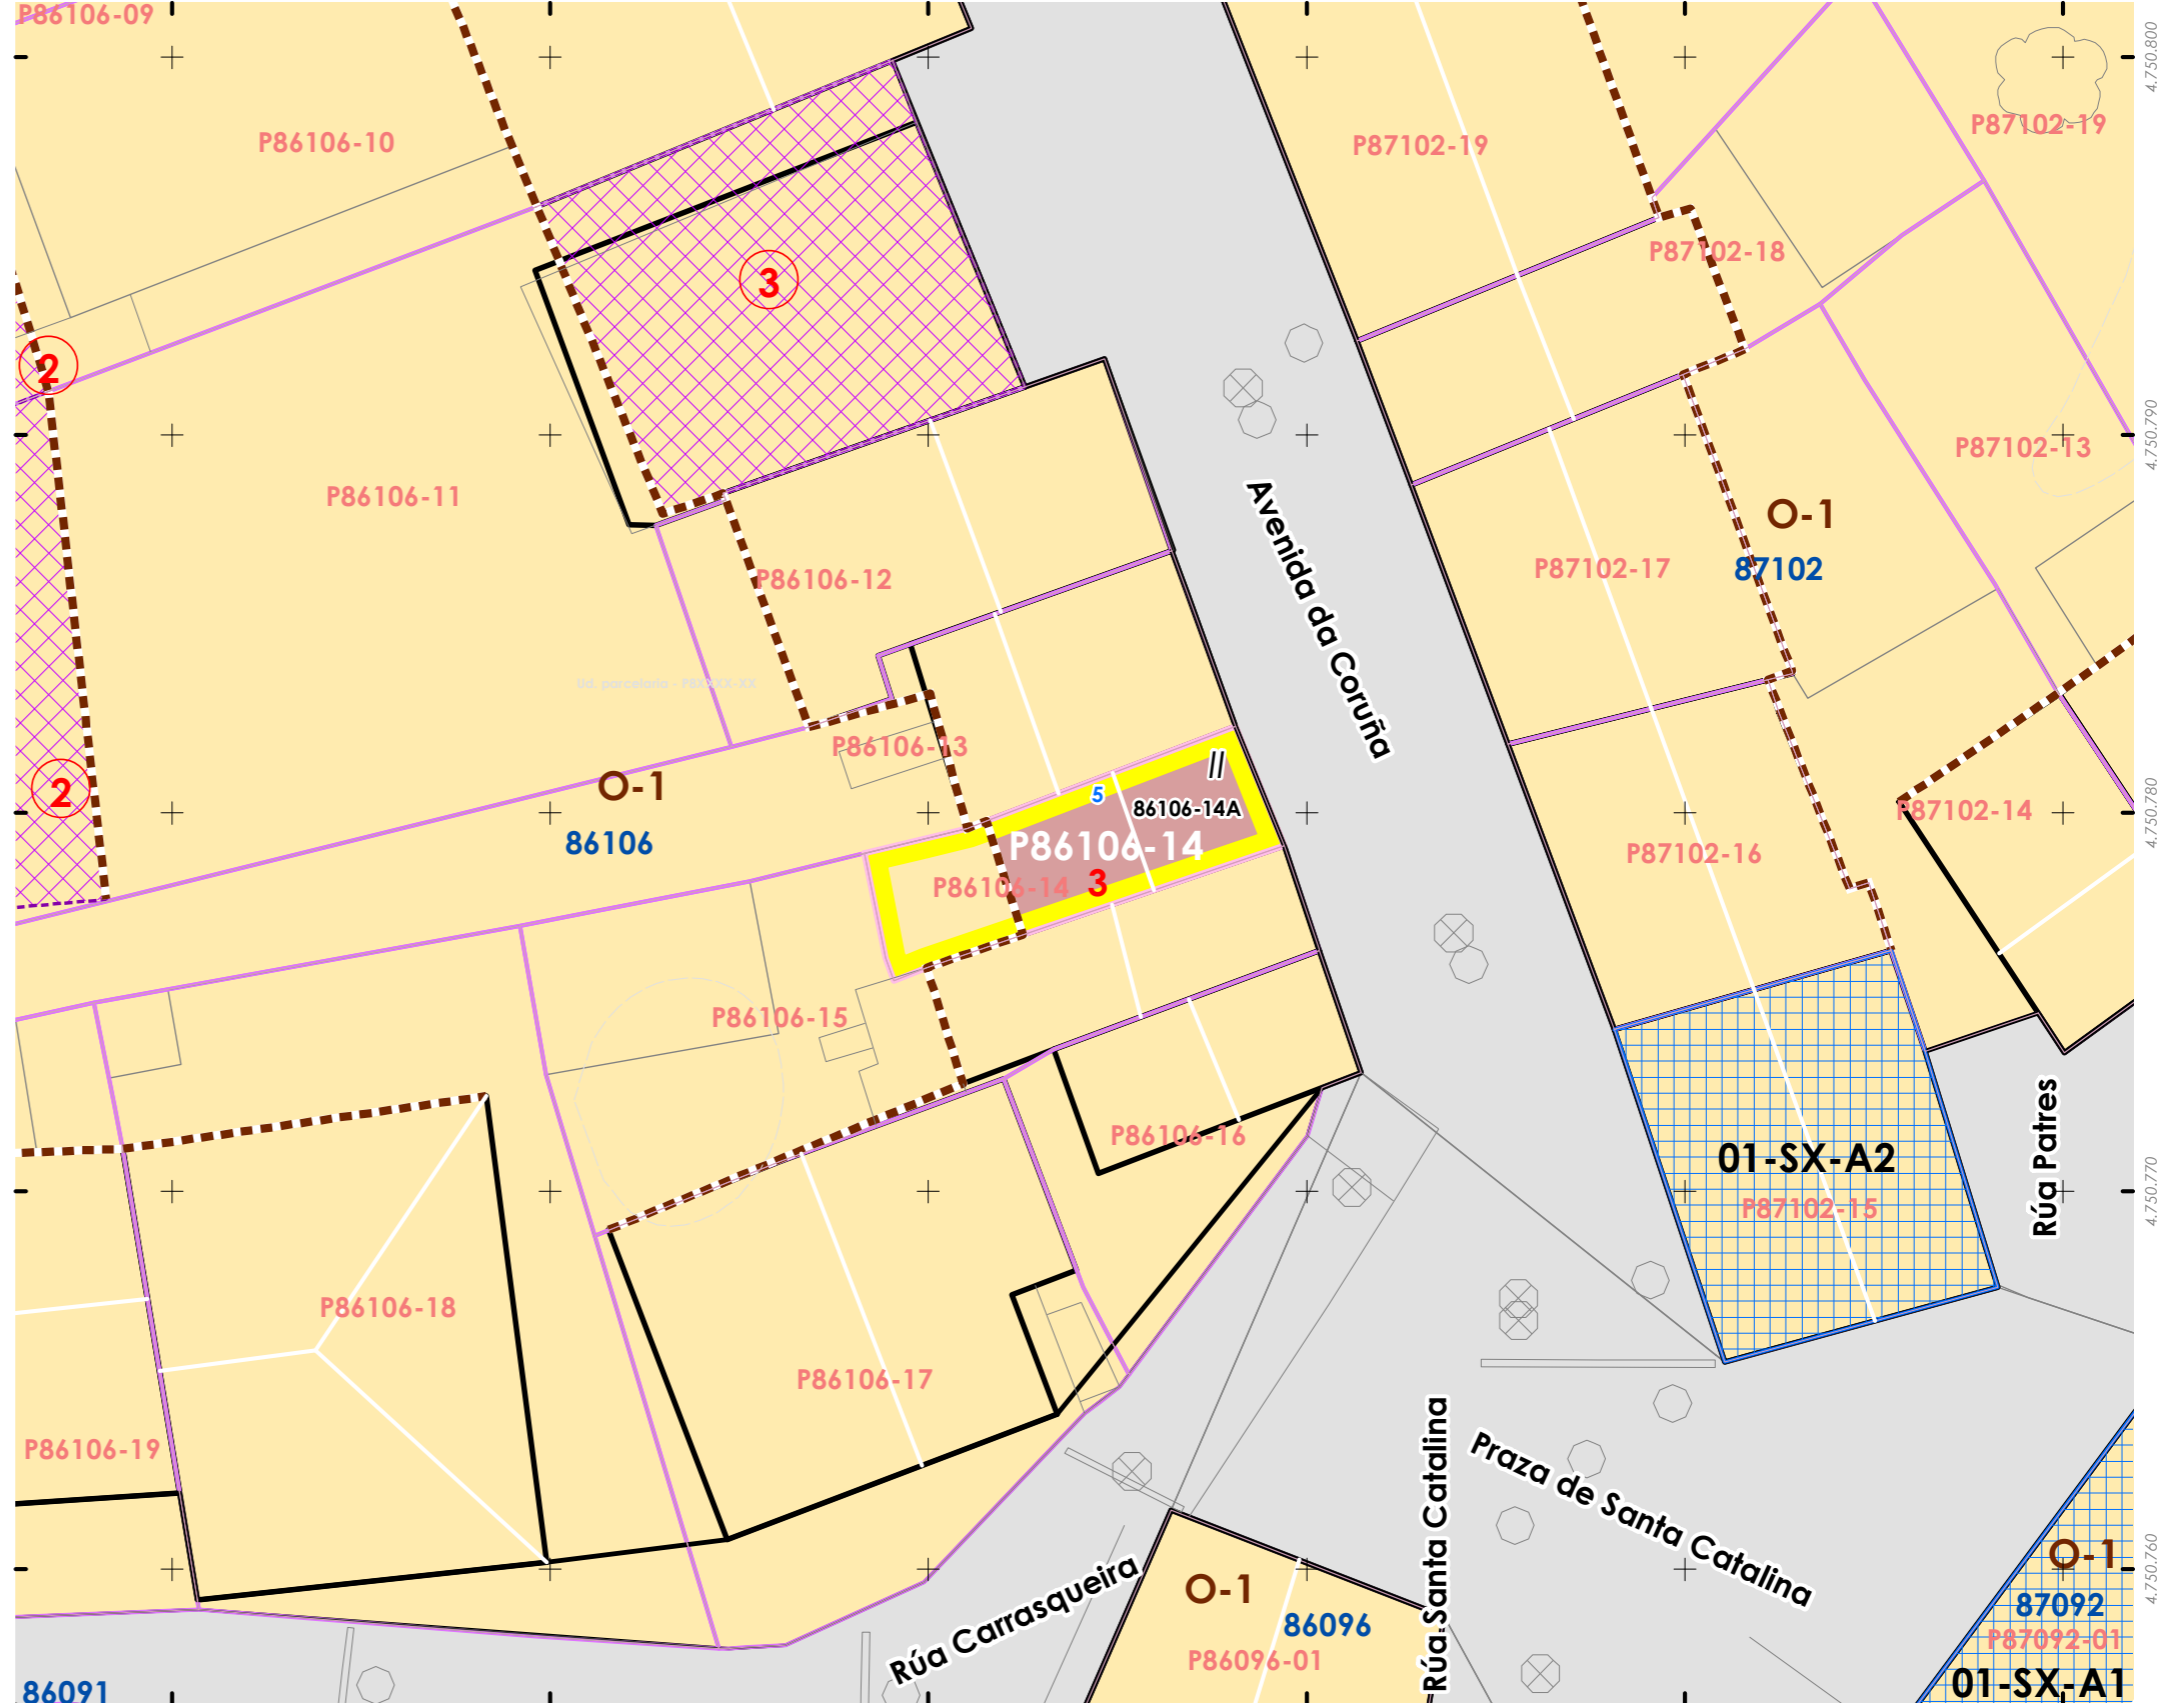 P86106-09
4.750.800
P86106-10
P87102-19
P87102-19
P87102-18
3
2
4.750.790
P87102-13
P86106-11
O-1
87102
P87102-17
P86106-12
Avenida da Coruña
Ud. parcelaria - P8XXXX-XX
P86106-13
O-1
2
86106
II
5
86106-14A
P86106-14
P86106-14
3
4.750.780
P87102-14
P87102-16
P86106-15
P86106-16
01-SX-A2
P87102-15
Rúa Patres
4.750.770
P86106-18
P86106-17
P86106-19
Rúa Santa Catalina
Praza de Santa Catalina
Rúa Carrasqueira
O-1
86096
P86096-01
4.750.760
O-1
87092
P87092-01
01-SX-A1
86091